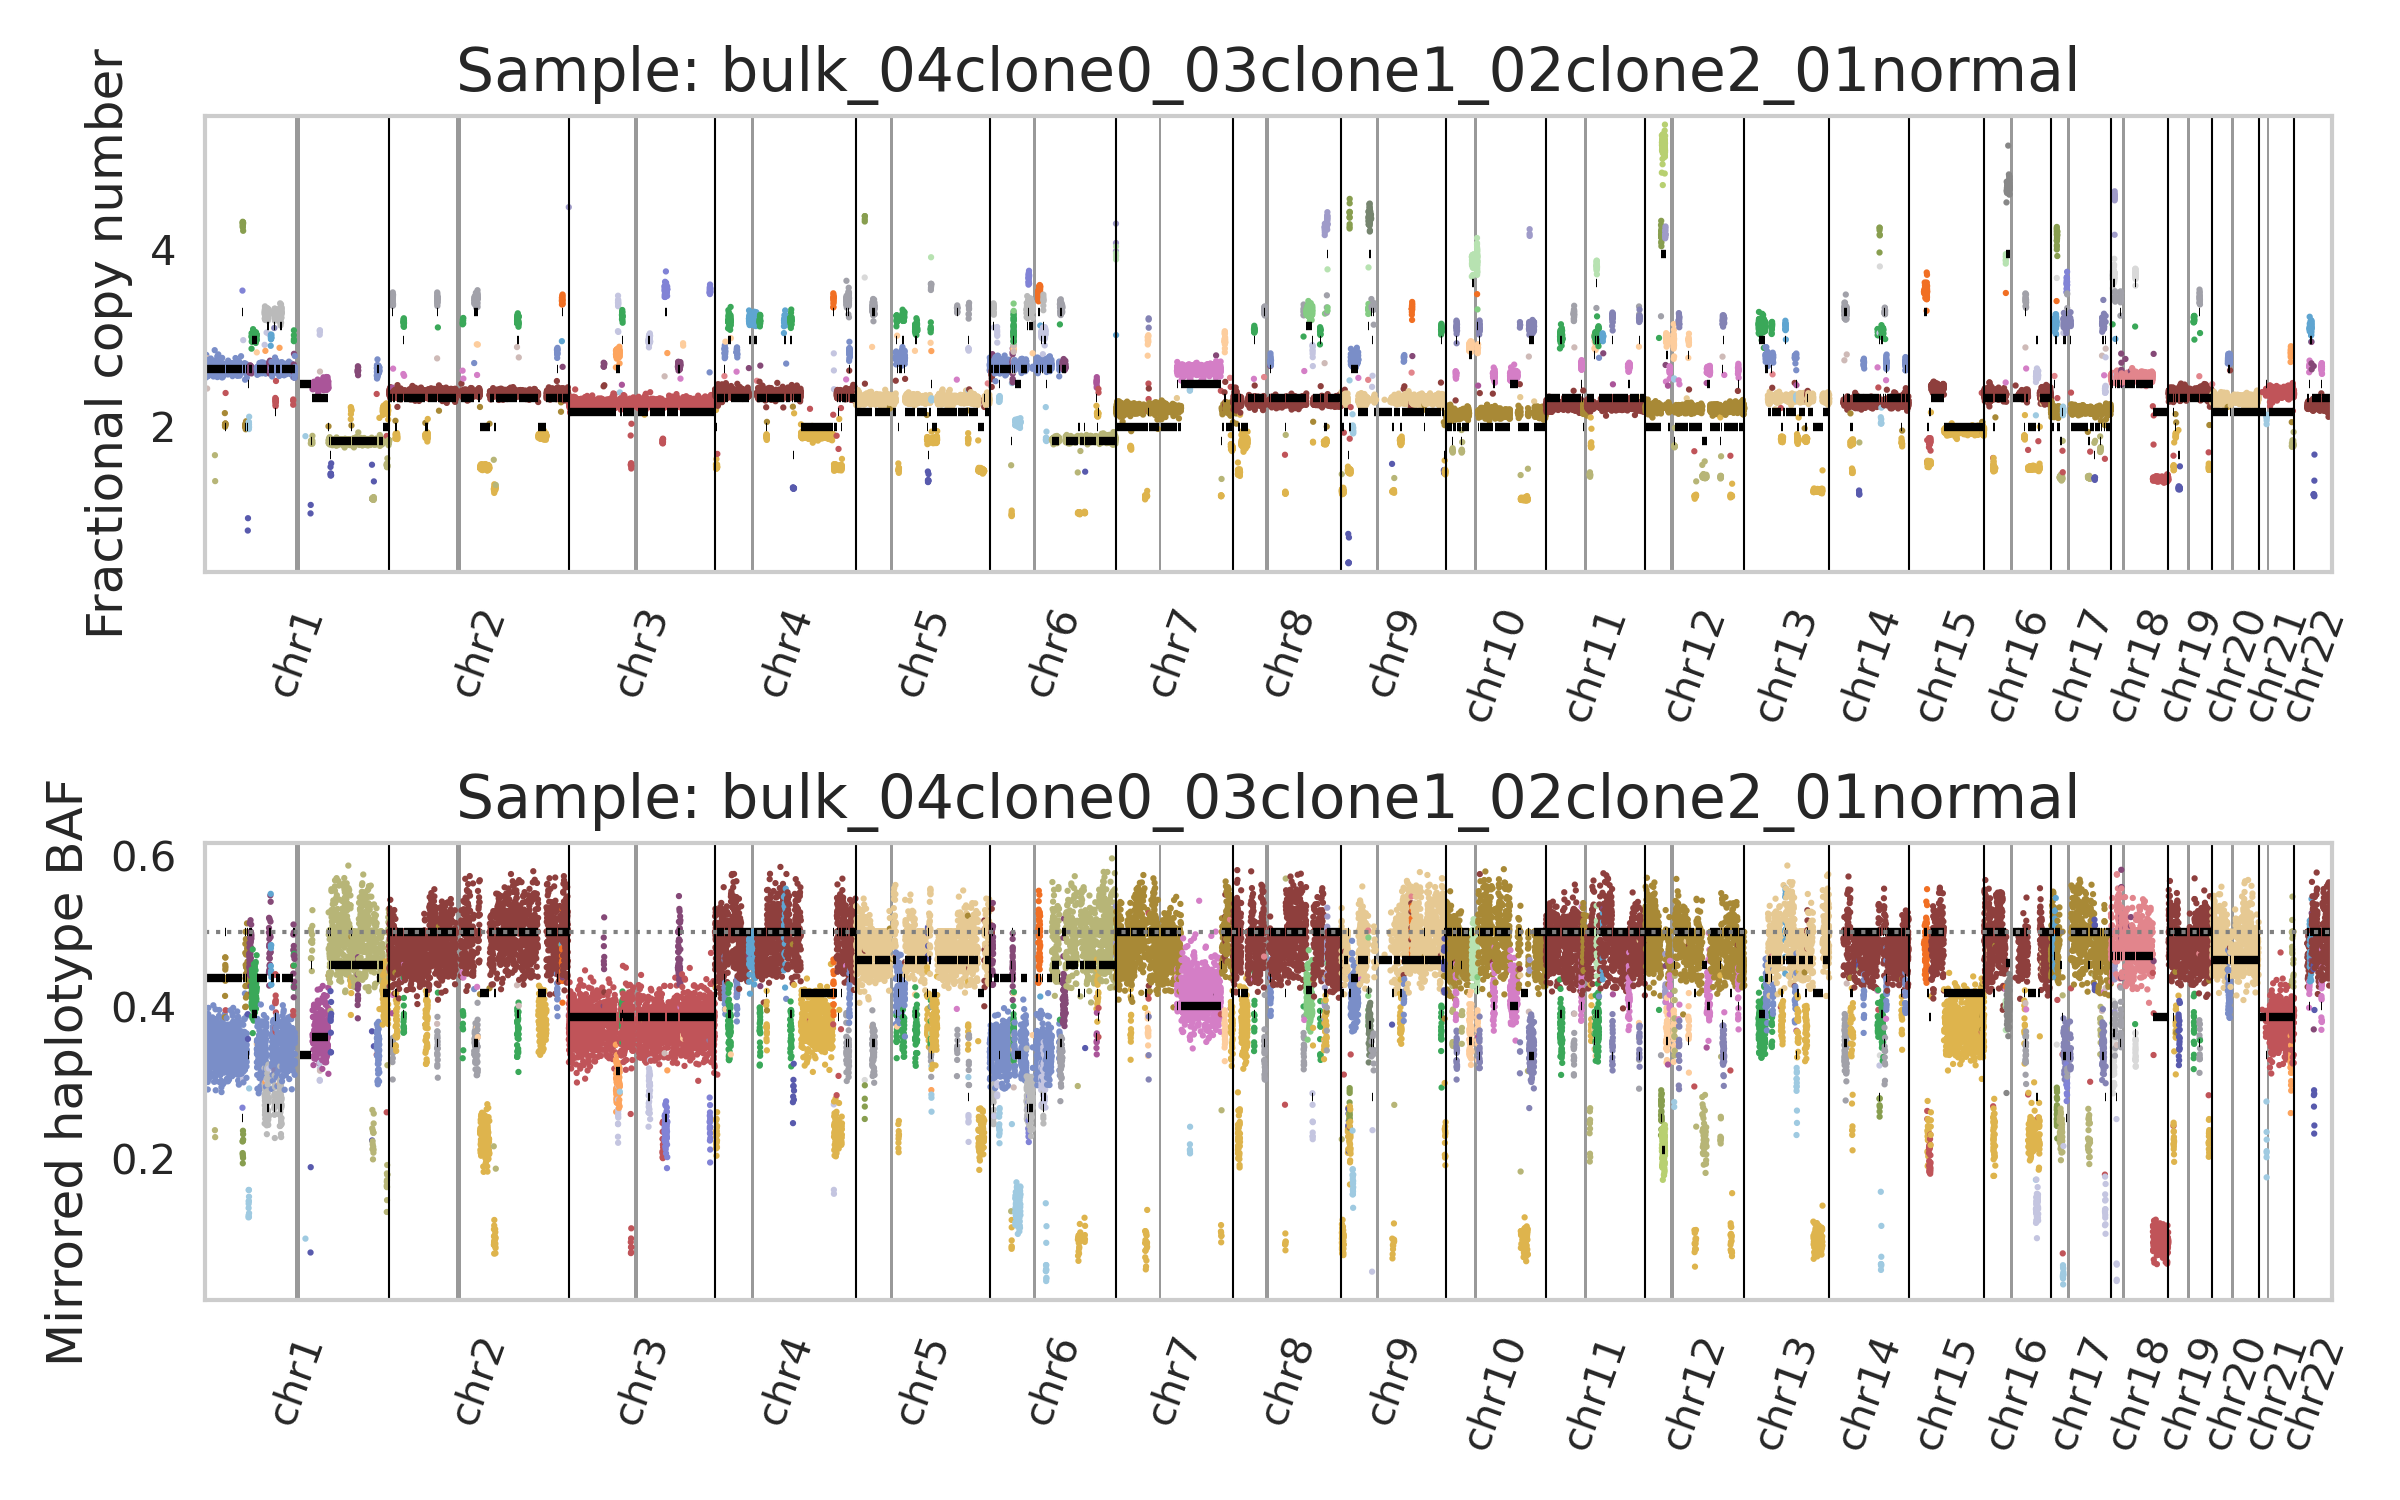 Sample: bulk_04clone0_03clone1_02clone2_01normal
Fractional copy number
4
2
chr1
chr2
chr3
chr4
chr5
chr6
chr7
chr8
chr9
chr10
chr11
chr12
chr13
chr14
chr15
chr16
chr17
chr18
chr19
chr20
chr21
chr22
Sample: bulk_04clone0_03clone1_02clone2_01normal
Mirrored haplotype BAF
0.6
0.4
0.2
chr1
chr2
chr3
chr4
chr5
chr6
chr7
chr8
chr9
chr10
chr11
chr12
chr13
chr14
chr15
chr16
chr17
chr18
chr19
chr20
chr21
chr22